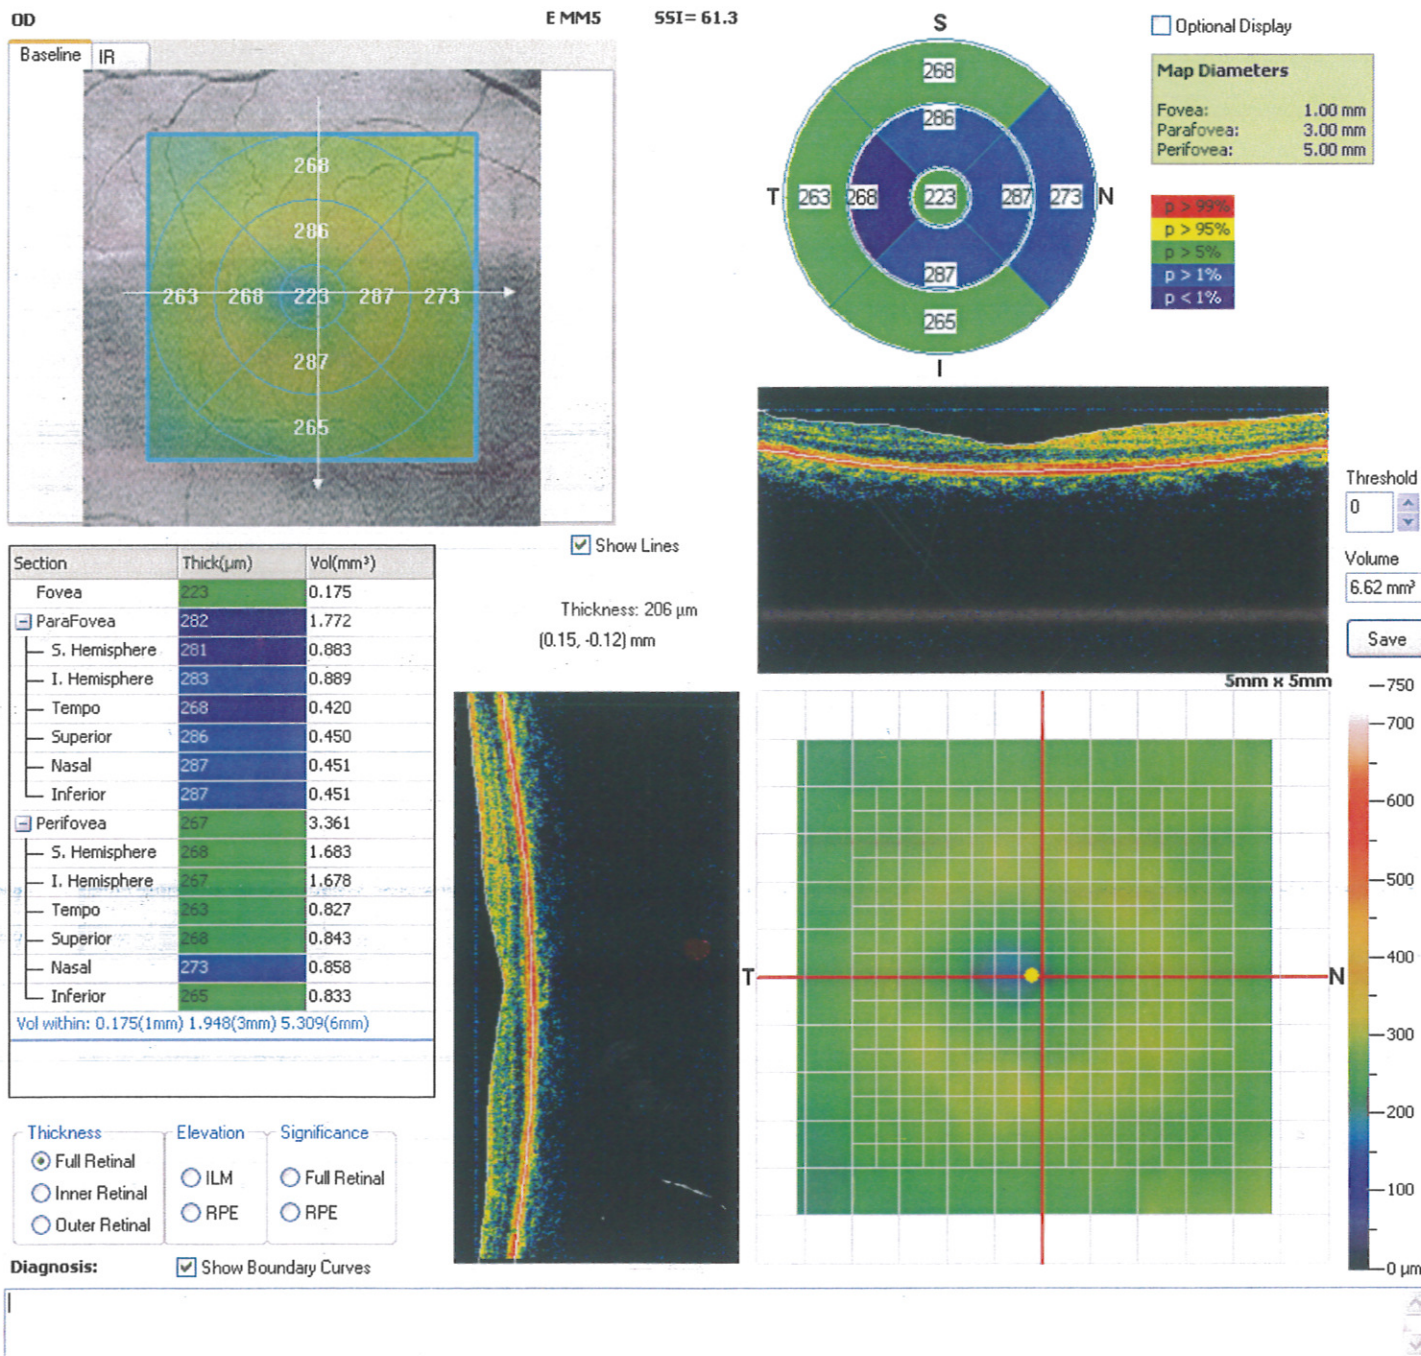 OD E MM5 SSI= 61.3
Baseline IR
268
286
263 268 223 287 273
287
265
S
268
286
T 263 268 223 287 273 N
287
265
I
Optional Display
Map Diameters
Fovea: 1.00 mm
Parafovea: 3.00 mm
Perifovea: 5.00 mm
p > 99%
p > 95%
p > 5%
p > 1%
p < 1%
Threshold
0
Volume
6.62 mm³
Save
Show Lines
Thickness: 206 µm
(0.15, -0.12) mm
Section Thick(µm) Vol(mm³)
Fovea 223 0.175
ParaFovea 282 1.772
S. Hemisphere 281 0.883
I. Hemisphere 283 0.889
Tempo 268 0.420
Superior 286 0.450
Nasal 287 0.451
Inferior 287 0.451
Perifovea 267 3.361
S. Hemisphere 268 1.683
I. Hemisphere 267 1.678
Tempo 263 0.827
Superior 268 0.843
Nasal 273 0.858
Inferior 265 0.833
Vol within: 0.175(1mm) 1.948(3mm) 5.309(6mm)
5mm x 5mm
T N
750
700
600
500
400
300
200
100
0 µm
Thickness Elevation Significance
Full Retinal ILM Full Retinal
Inner Retinal RPE RPE
Outer Retinal
Diagnosis: Show Boundary Curves